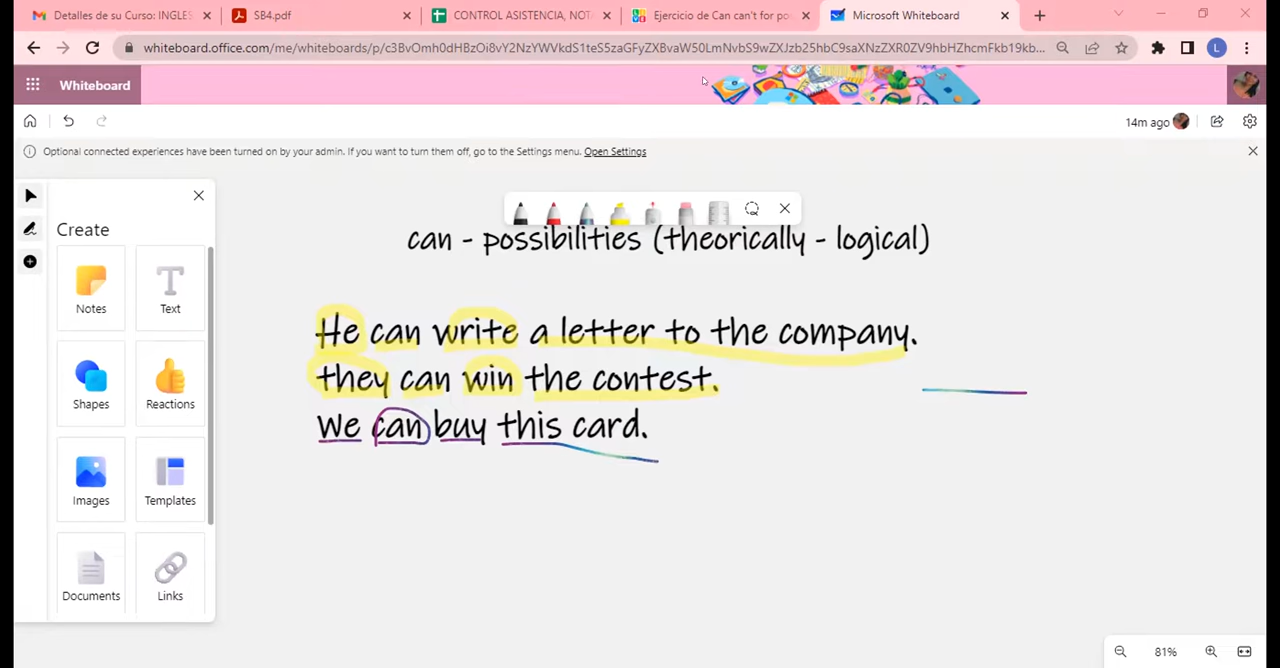 Detalles de su Curso: INGLES
SB4.pdf
CONTROL ASISTENCIA, NOT
Ejercicio de Can can't for po
Microsoft Whiteboard
L
Whiteboard
14m ago
Optional connected experiences have been turned on by your admin. If you want to turn them off, go to the Settings menu. Open Settings
Create
Notes
Text
Shapes
Reactions
Images
Templates
Documents
Links
can - possibilities (theorically - logical)
He can write a letter to the company.
they can win the contest.
We can buy this card.
81%